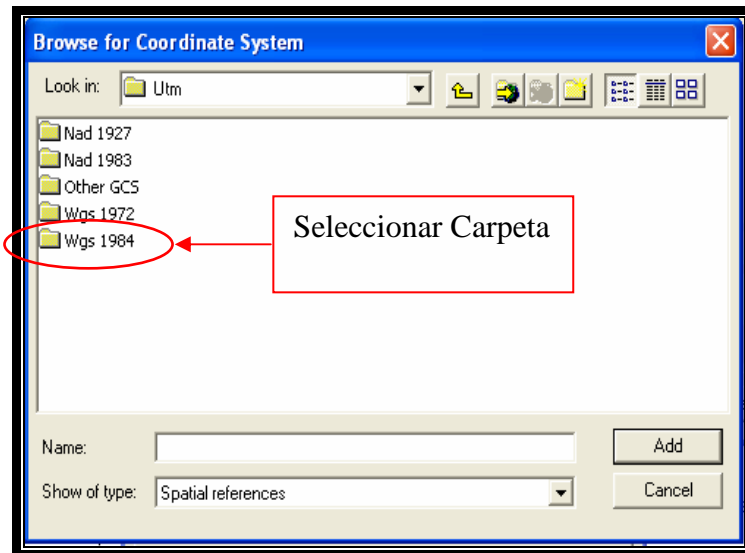 Browse for Coordinate System
Look in: Utm
Nad 1927
Nad 1983
Other GCS
Wgs 1972
Wgs 1984
Seleccionar Carpeta
Name:
Add
Show of type: Spatial references
Cancel